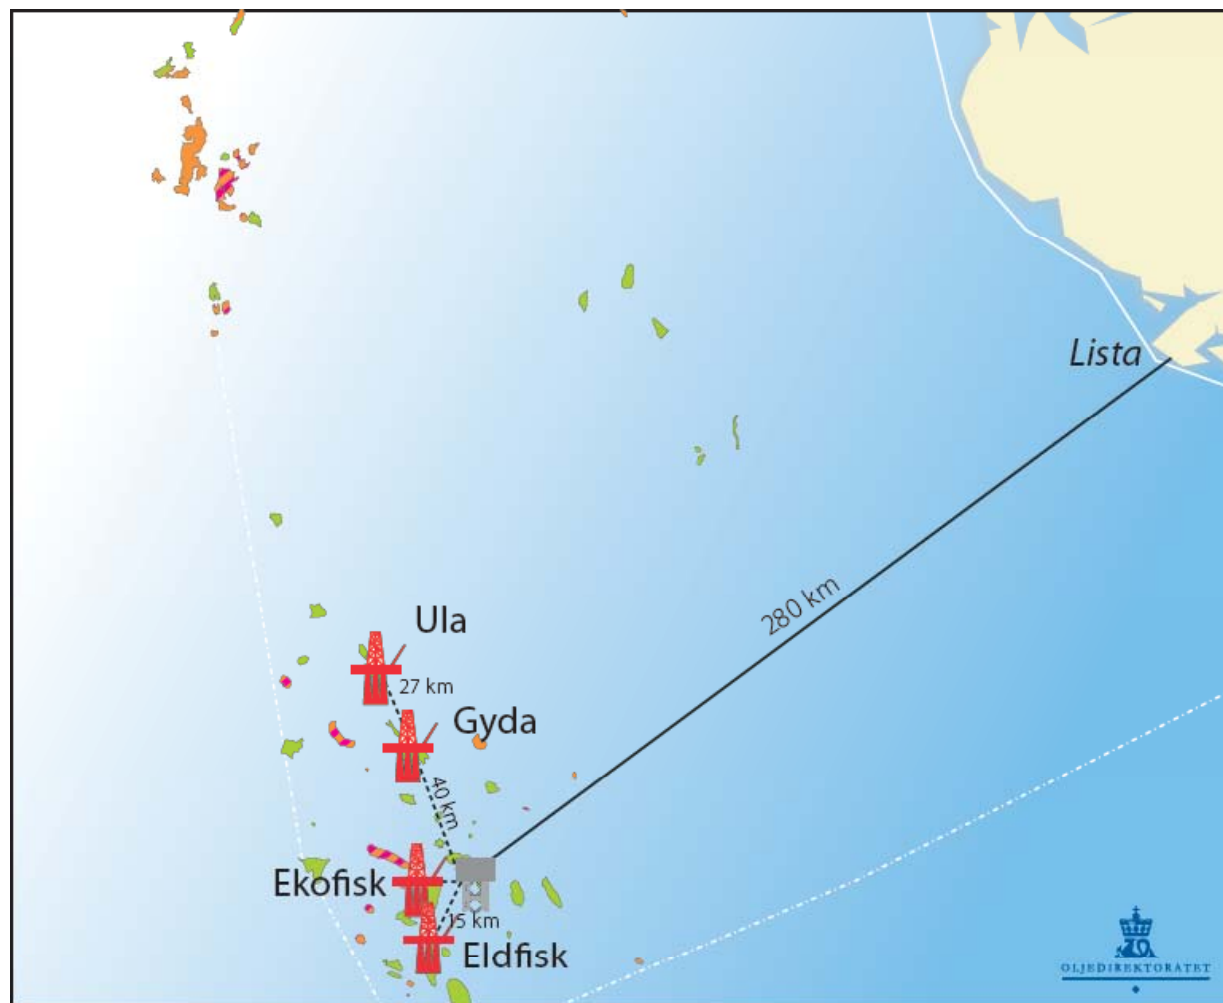 Lista
280 km
Ula
27 km
Gyda
40 km
Ekofisk
15 km
Eldfisk
OLJEDIREKTORATET